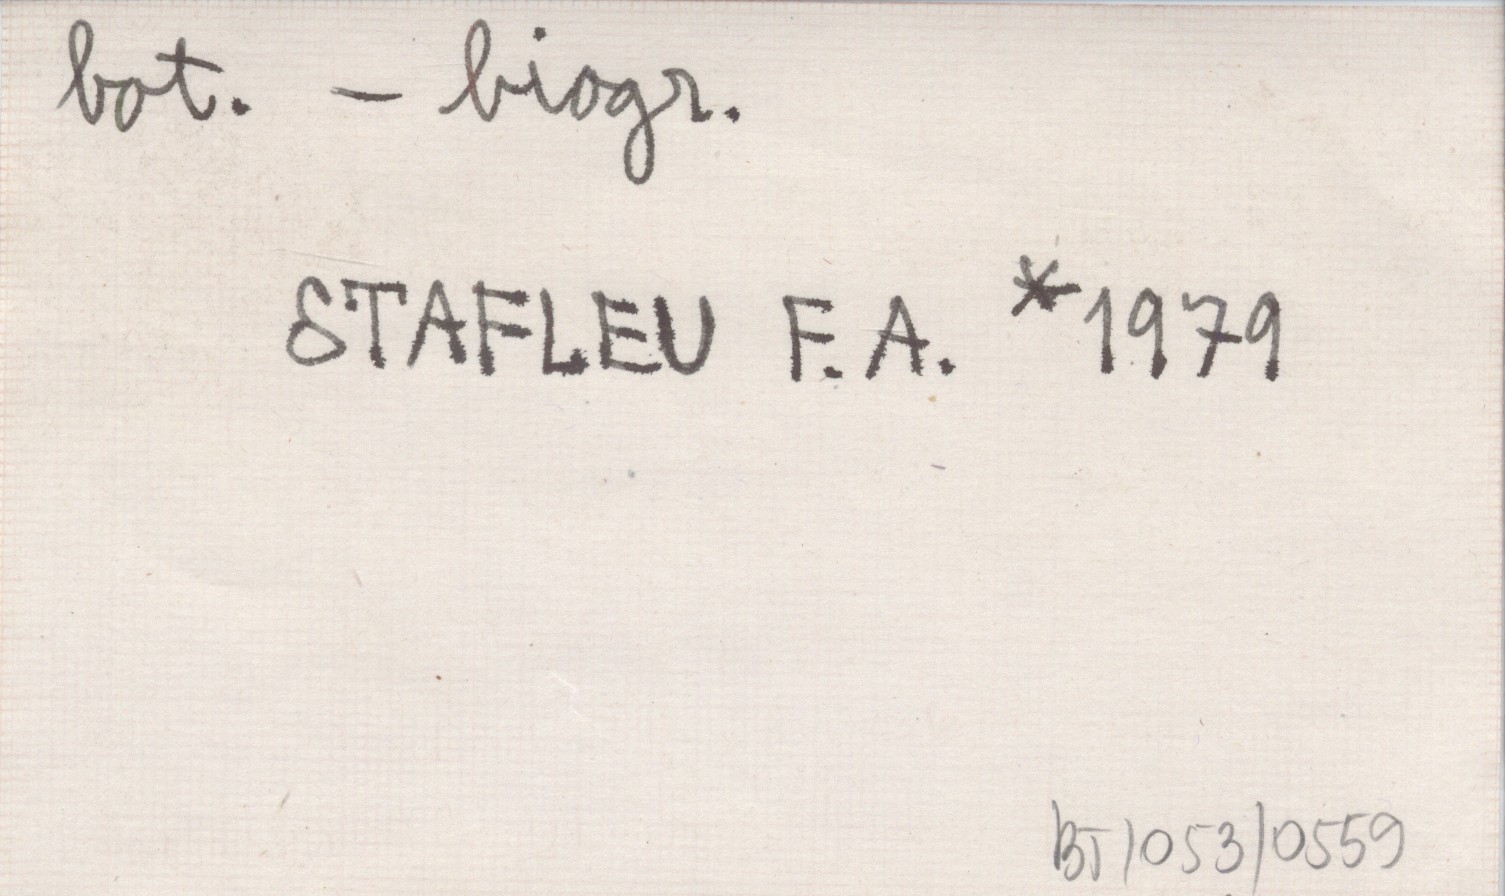 bot. – biogr.
STAFLEU F.A. *1979
BJ/053/0559